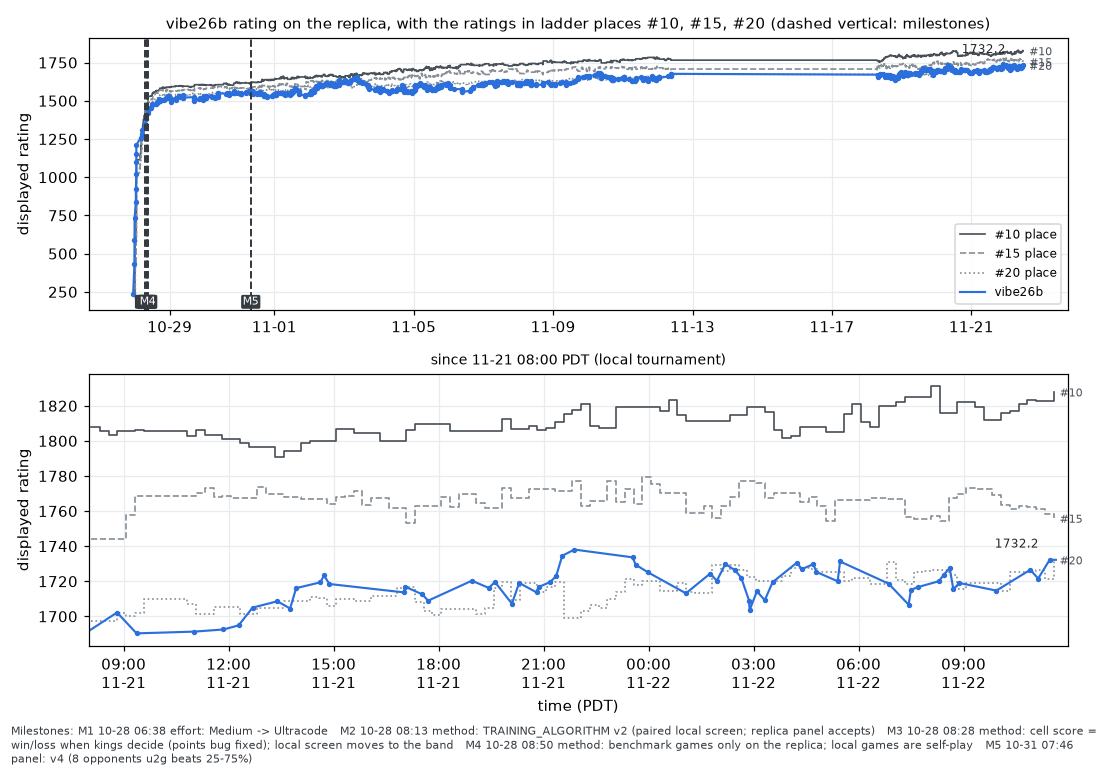 vibe26b rating on the replica, with the ratings in ladder places #10, #15, #20 (dashed vertical: milestones)
displayed rating
1750
1500
1250
1000
750
500
250
1732.2
#10
#15
#20
M4
M5
#10 place
#15 place
#20 place
vibe26b
10-29
11-01
11-05
11-09
11-13
11-17
11-21
since 11-21 08:00 PDT (local tournament)
displayed rating
1820
1800
1780
1760
1740
1720
1700
#10
#15
1732.2
#20
09:00 12:00 15:00 18:00 21:00 00:00 03:00 06:00 09:00
11-21 11-21 11-21 11-21 11-21 11-22 11-22 11-22 11-22
time (PDT)
Milestones: M1 10-28 06:38 effort: Medium -> Ultracode M2 10-28 08:13 method: TRAINING_ALGORITHM v2 (paired local screen; replica panel accepts) M3 10-28 08:28 method: cell score =
win/loss when kings decide (points bug fixed); local screen moves to the band M4 10-28 08:50 method: benchmark games only on the replica; local games are self-play M5 10-31 07:46
panel: v4 (8 opponents u2g beats 25-75%)